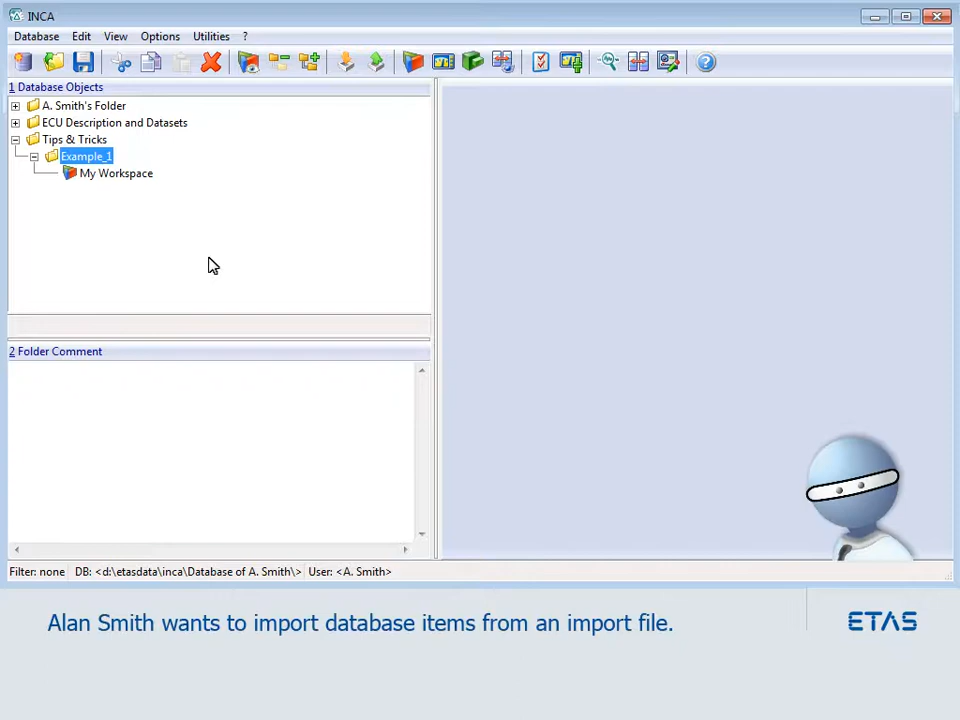 INCA
Database Edit View Options Utilities ?
1 Database Objects
A. Smith's Folder
ECU Description and Datasets
Tips & Tricks
Example_1
My Workspace
2 Folder Comment
Filter: none DB: <d:\etasdata\inca\Database of A. Smith\> User: <A. Smith>
Alan Smith wants to import database items from an import file.
ETAS